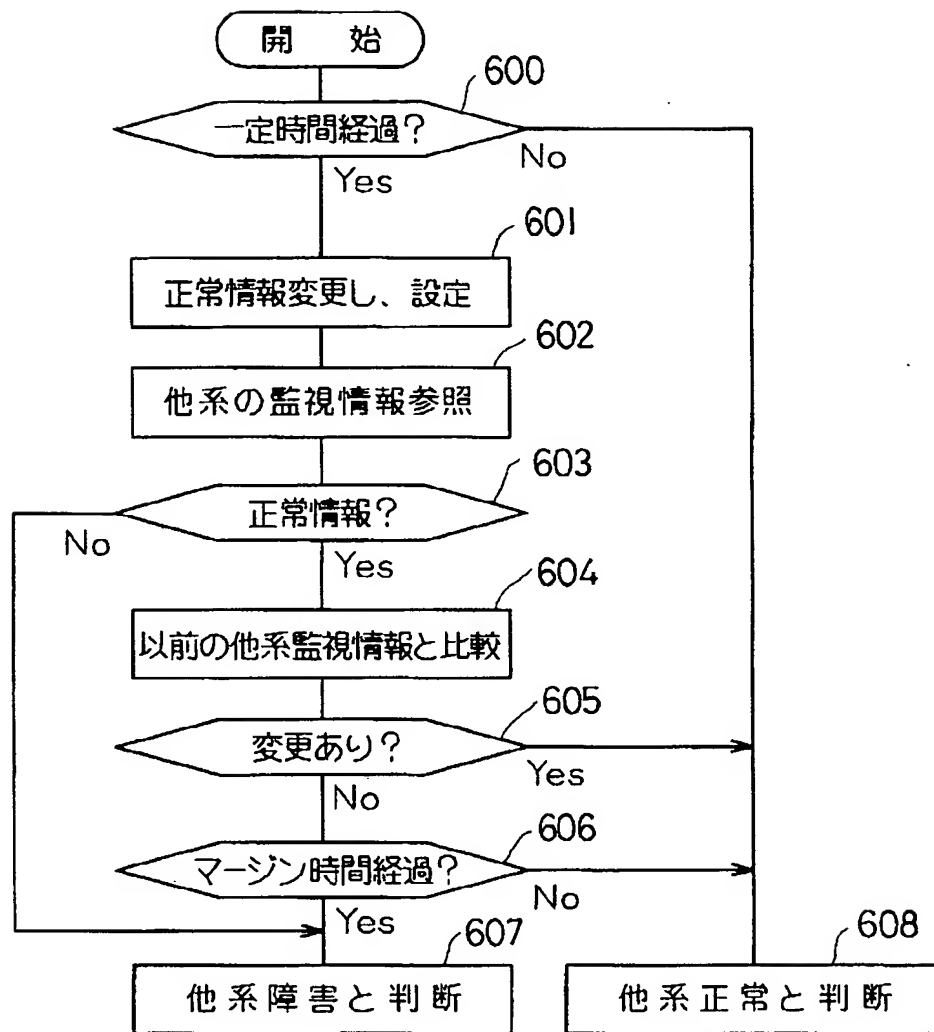 開　始
600
一定時間経過?
No
Yes
601
正常情報変更し、設定
602
他系の監視情報参照
603
正常情報?
No
Yes
604
以前の他系監視情報と比較
605
変更あり?
Yes
No
606
マージン時間経過?
No
Yes
607
他系障害と判断
608
他系正常と判断